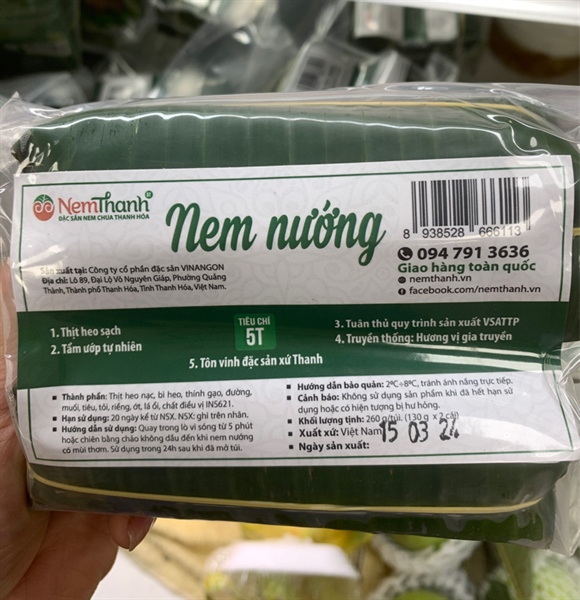 NemThanh
ĐẶC SẢN NEM CHUA THANH HÓA
Nem nướng
8 938528 666113
094 791 3636
Giao hàng toàn quốc
nemthanh.vn
facebook.com/nemthanh.vn
Sản xuất tại: Công ty cổ phần đặc sản VINANGON
Địa chỉ: Lô 89, Đại Lộ Võ Nguyên Giáp, Phường Quảng
Thành, Thành phố Thanh Hóa, Tỉnh Thanh Hóa, Việt Nam.
1. Thịt heo sạch
2. Tẩm ướp tự nhiên
TIÊU CHÍ
5T
3. Tuân thủ quy trình sản xuất VSATTP
4. Truyền thống: Hương vị gia truyền
5. Tôn vinh đặc sản xứ Thanh
Thành phần: Thịt heo nạc, bì heo, thính gạo, đường,
muối, tiêu, tỏi, riềng, ớt, lá ổi, chất điều vị INS621.
Hạn sử dụng: 20 ngày kể từ NSX: ghi trên nhãn.
Hướng dẫn sử dụng: Quay trong lò vi sóng từ 5 phút
hoặc chiên bằng chảo không dầu đến khi nem nướng
có mùi thơm. Sử dụng trong 24h sau khi đã mở túi.
Hướng dẫn bảo quản: 2ºC÷8ºC, tránh ánh nắng trực tiếp.
Cảnh báo: Không sử dụng sản phẩm khi đã hết hạn sử
dụng hoặc có hiện tượng bị hư hỏng.
Khối lượng tịnh: 260 g/túi. (130 g x 2 cái)
Xuất xứ: Việt Nam
Ngày sản xuất:
15 03 24